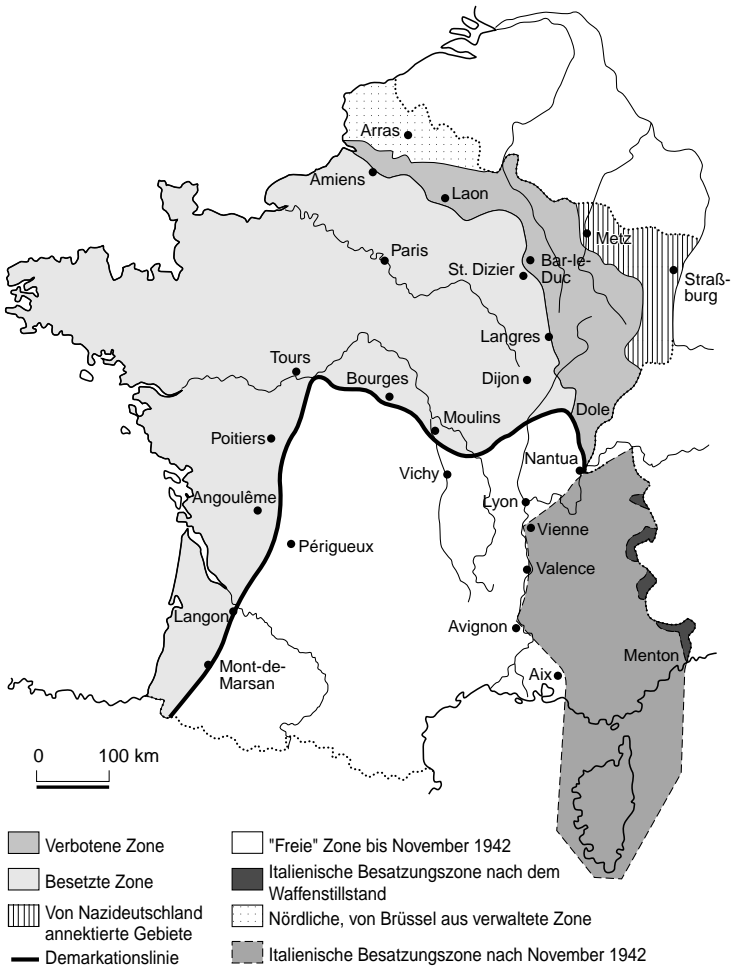 Arras
Amiens
Laon
Metz
Paris
Bar-le-
Duc
St. Dizier
Straß-
burg
Langres
Tours
Bourges
Dijon
Dole
Moulins
Poitiers
Nantua
Vichy
Angoulême
Lyon
Vienne
Périgueux
Valence
Langon
Avignon
Menton
Mont-de-
Marsan
Aix
0 100 km
Verbotene Zone
Besetzte Zone
Von Nazideutschland
annektierte Gebiete
Demarkationslinie
"Freie" Zone bis November 1942
Italienische Besatzungszone nach dem
Waffenstillstand
Nördliche, von Brüssel aus verwaltete Zone
Italienische Besatzungszone nach November 1942